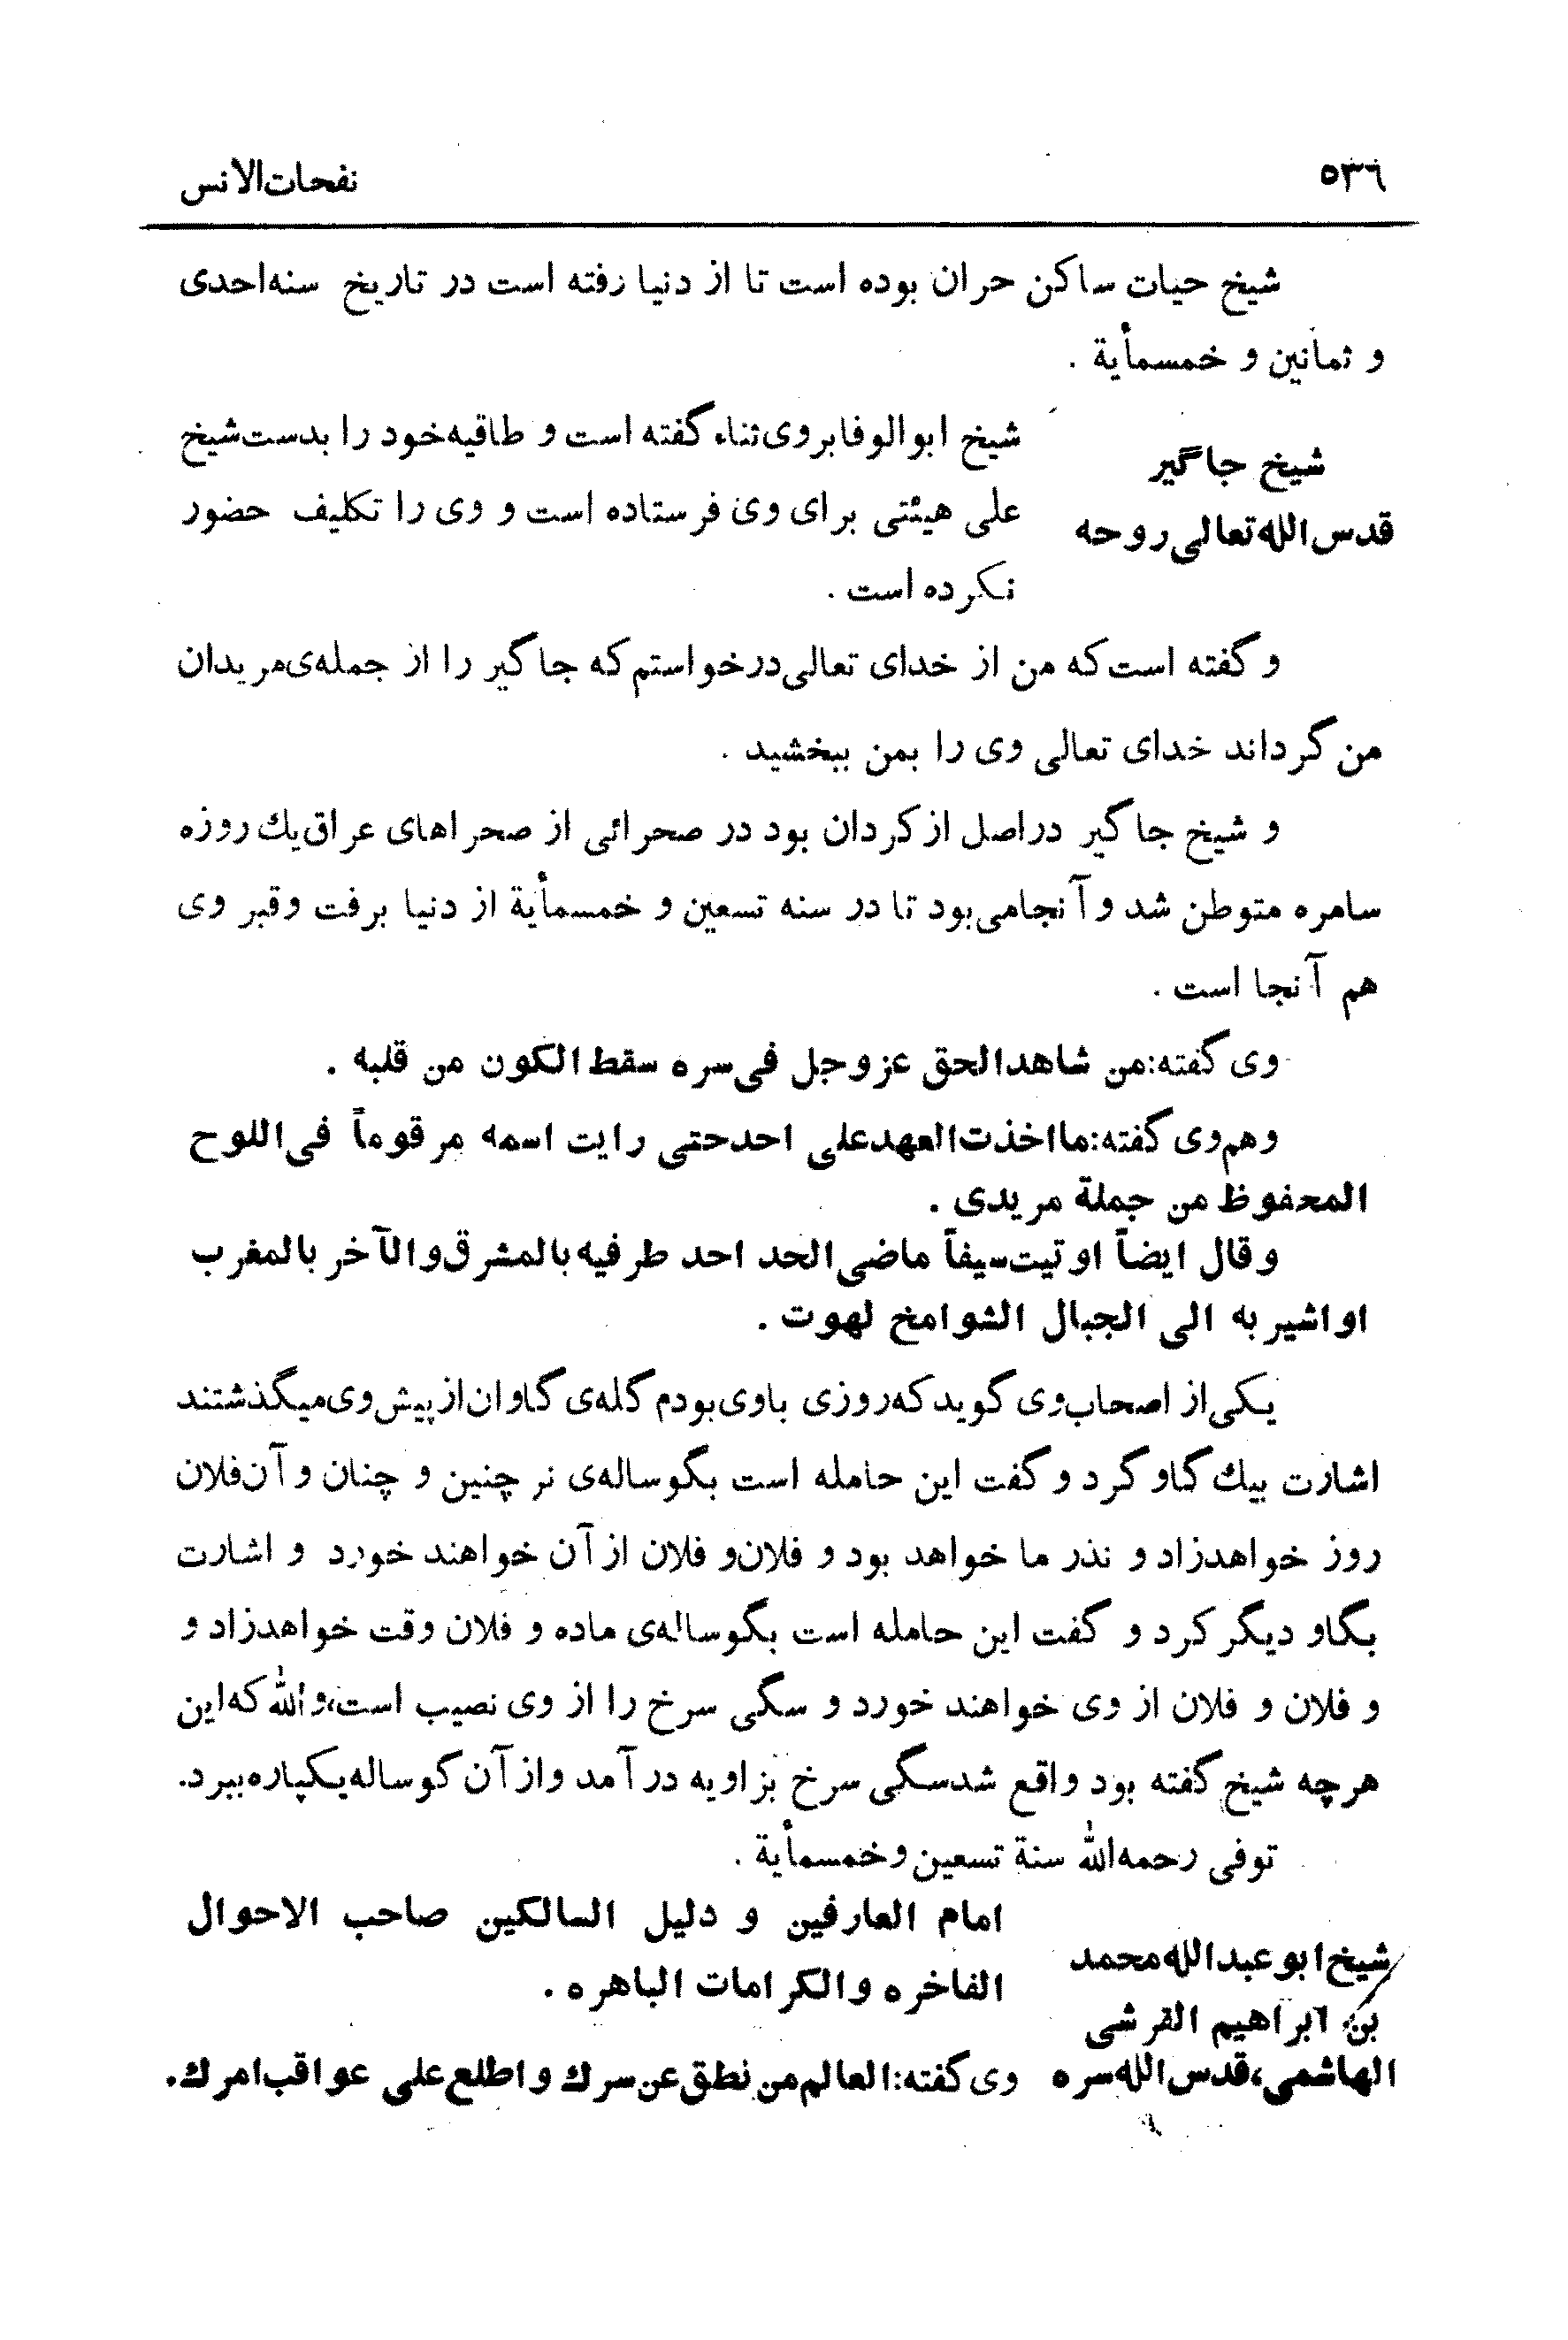 ٥٣٦
نفحات‌الانس
شیخ حیات ساکن حران بوده است تا از دنیا رفته است در تاریخ سنه‌احدی
و ثمانین و خمسمأیة .
شیخ جاگیر
قدس‌الله‌تعالی‌روحه
شیخ ابوالوفابروی‌ثناء گفته است و طاقیه‌خود را بدست‌شیخ
علی هیئتی برای وی فرستاده است و وی را تکلیف حضور
نکرده است .
و گفته است‌که من از خدای تعالی‌درخواستم‌که جاگیر را از جمله‌ی‌مریدان
من گرداند خدای تعالی وی را بمن ببخشید .
و شیخ جاگیر دراصل از کردان بود در صحرائی از صحراهای عراق‌یك‌روزه
سامره متوطن شد و آنجامی‌بود تا در سنه تسعین و خمسمأیة از دنیا برفت وقبر وی
هم آنجا است .
وی گفته:من شاهدالحق عزوجل فی‌سره سقط‌الکون من قلبه .
وهم‌وی گفته:مااخذت‌العهدعلی احدحتی رایت اسمه مرقوماً فی‌اللوح
المحفوظ من جملة مریدی .
وقال ایضاً اوتیت‌سیفاً ماضی‌الحد احد طرفیه‌بالمشرق‌والآخر بالمغرب
اواشیربه الی الجبال الشوامخ لهوت .
یکی‌از اصحاب‌وی گوید که‌روزی باوی‌بودم گله‌ی گاوان‌از پیش‌وی‌میگذشتند
اشارت بیك گاو کرد و گفت این حامله است بگوساله‌ی نر چنین و چنان و آن‌فلان
روز خواهدزاد و نذر ما خواهد بود و فلان‌و فلان از آن خواهند خورد و اشارت
بگاو دیگر کرد و گفت این حامله است بگوساله‌ی ماده و فلان وقت خواهدزاد و
و فلان و فلان از وی خواهند خورد و سگی سرخ را از وی نصیب است،والله که‌این
هرچه شیخ گفته بود واقع شدسگی سرخ بزاویه درآمد واز آن گوساله‌یکپاره‌ببرد.
توفی رحمه‌الله سنة تسعین‌وخمسمأیة .
شیخ‌ابوعبدالله‌محمد
بن ابراهیم القرشی
الهاشمی،قدس‌الله‌سره
امام العارفین و دلیل السالکین صاحب الاحوال
الفاخره والکرامات الباهره .
وی گفته:العالم‌من‌نطق‌عن‌سرك واطلع‌علی عواقب‌امرك.